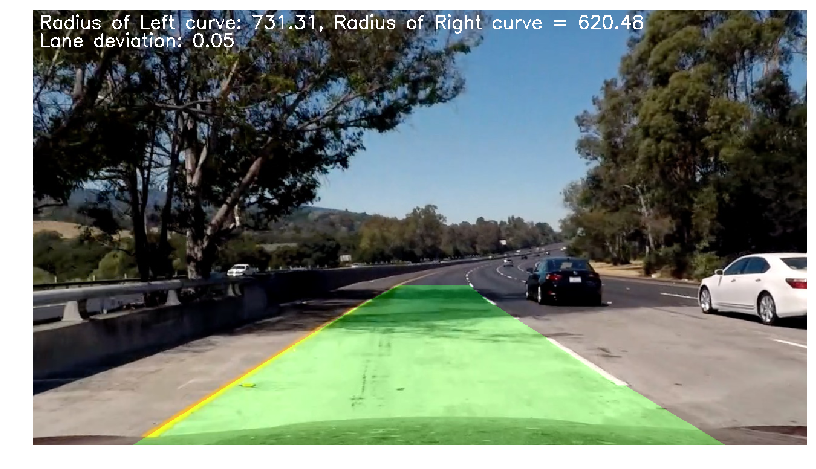 Radius of Left curve: 731.31, Radius of Right curve = 620.48
Lane deviation: 0.05